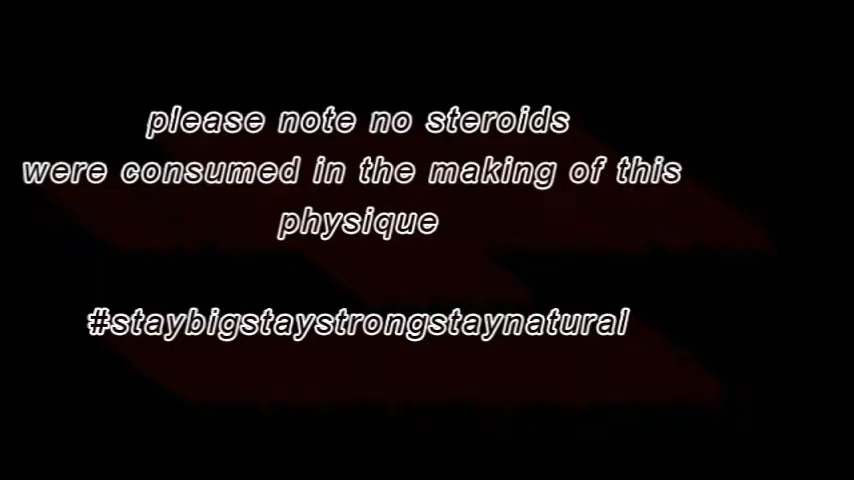 please note no steroids
were consumed in the making of this
physique
#staybigstaystrongstaynatural